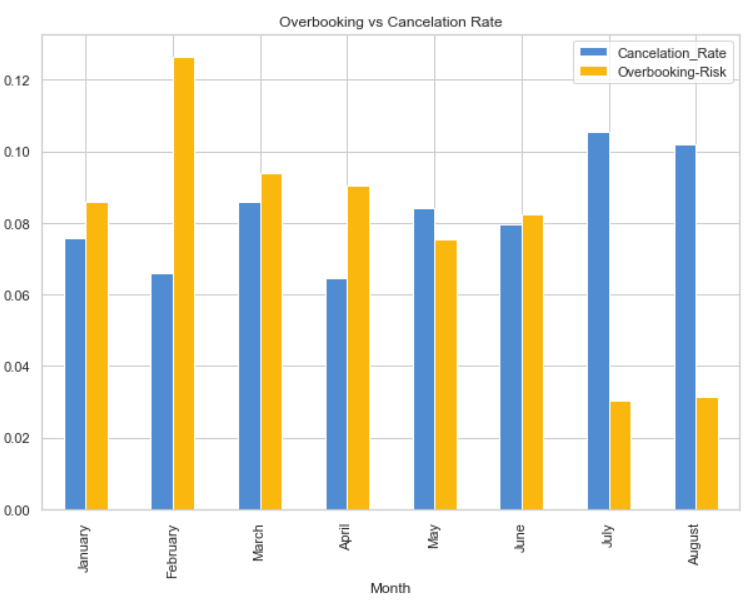 Overbooking vs Cancelation Rate
Cancelation_Rate
Overbooking-Risk
0.12
0.10
0.08
0.06
0.04
0.02
0.00
January
February
March
April
May
June
July
August
Month